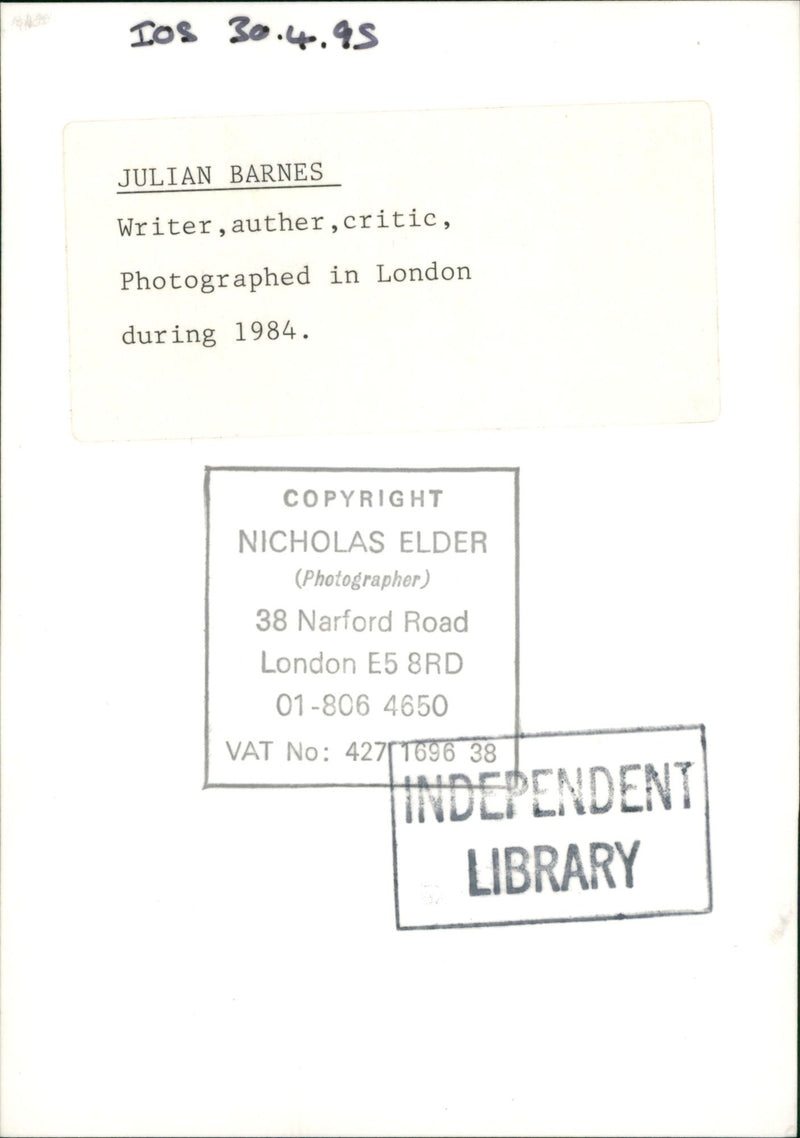 IOS 30.4.95
JULIAN BARNES
Writer,auther,critic,
Photographed in London
during 1984.
COPYRIGHT
NICHOLAS ELDER
(Photographer)
38 Narford Road
London E5 8RD
01-806 4650
VAT No: 427 1696 38
INDEPENDENT
LIBRARY